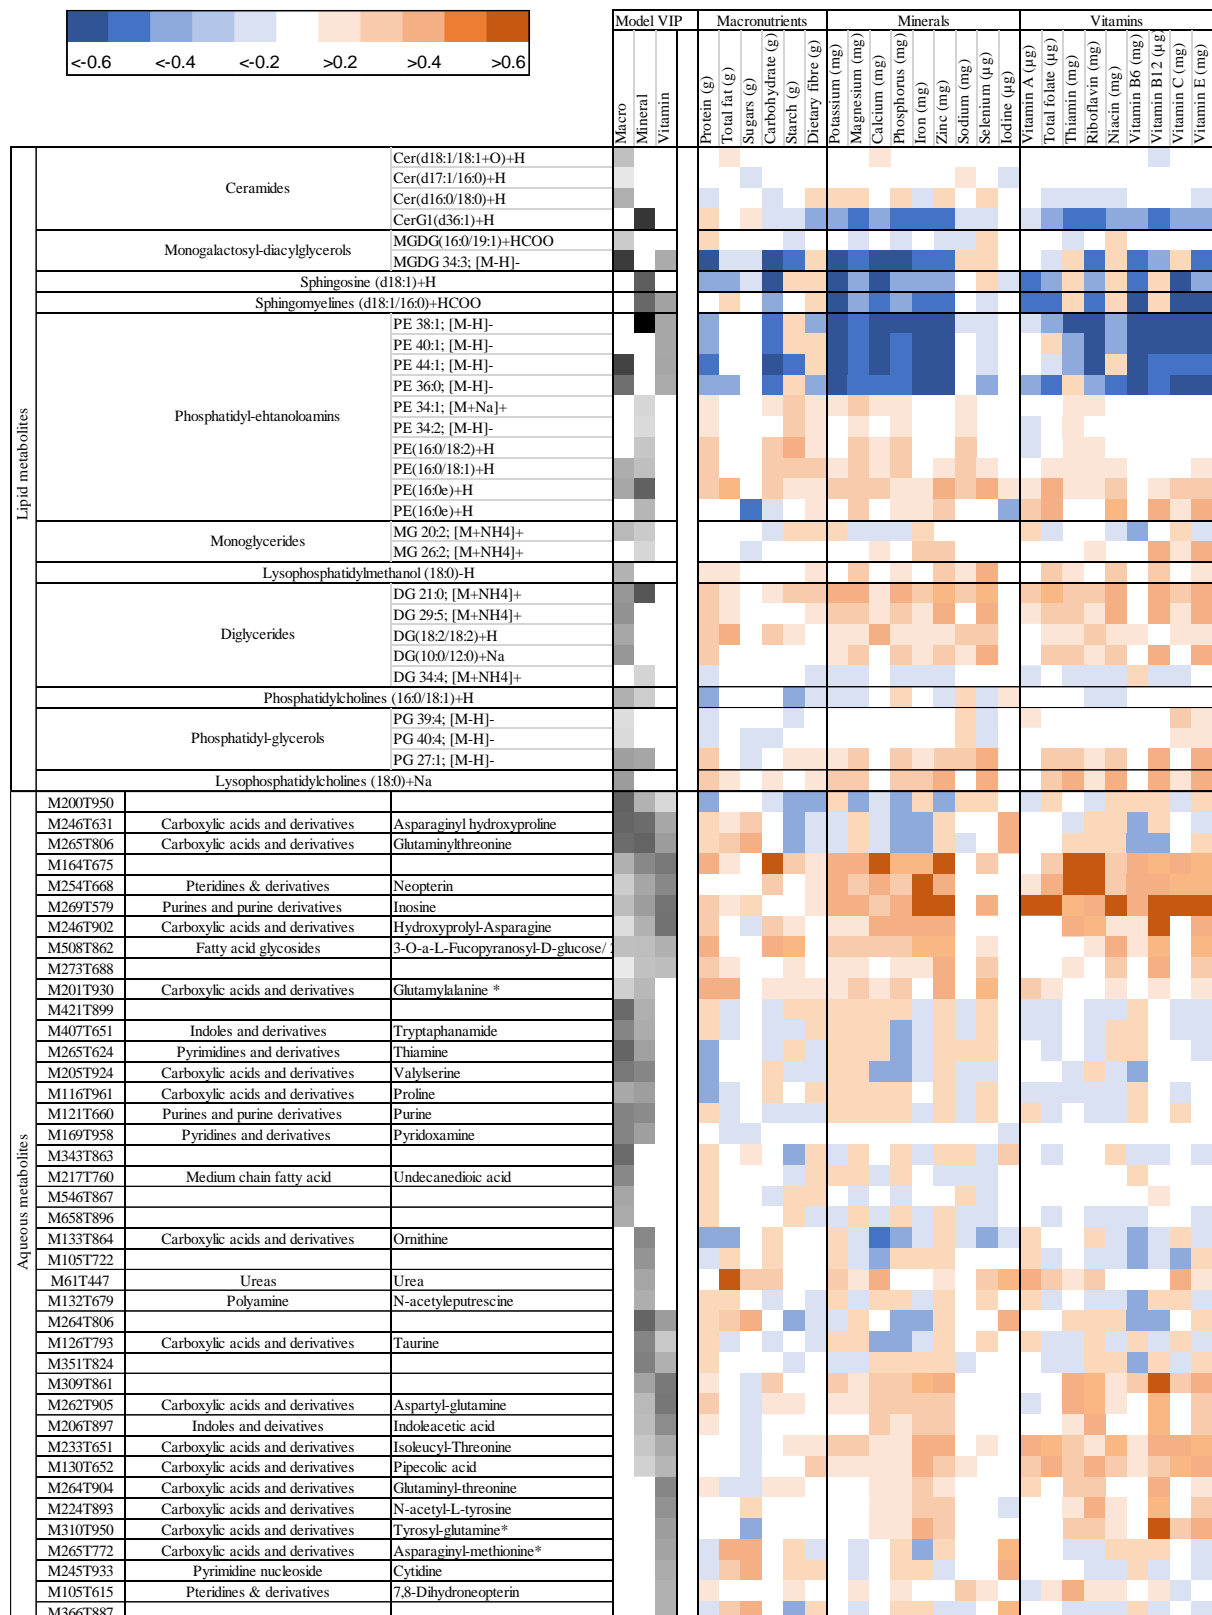 <-0.6 <-0.4 <-0.2 >0.2 >0.4 >0.6
Model VIP Macronutrients Minerals Vitamins
Macro
Mineral
Vitamin
Protein (g)
Total fat (g)
Sugars (g)
Carbohydrate (g)
Starch (g)
Dietary fibre (g)
Potassium (mg)
Magnesium (mg)
Calcium (mg)
Phosphorus (mg)
Iron (mg)
Zinc (mg)
Sodium (mg)
Selenium (µg)
Iodine (µg)
Vitamin A (µg)
Total folate (µg)
Thiamin (mg)
Riboflavin (mg)
Niacin (mg)
Vitamin B6 (mg)
Vitamin B12 (µg)
Vitamin C (mg)
Vitamin E (mg)
Lipid metabolites
Ceramides
Cer(d18:1/18:1+O)+H
Cer(d17:1/16:0)+H
Cer(d16:0/18:0)+H
CerG1(d36:1)+H
Monogalactosyl-diacylglycerols
MGDG(16:0/19:1)+HCOO
MGDG 34:3; [M-H]-
Sphingosine (d18:1)+H
Sphingomyelines (d18:1/16:0)+HCOO
Phosphatidyl-ehtanoloamins
PE 38:1; [M-H]-
PE 40:1; [M-H]-
PE 44:1; [M-H]-
PE 36:0; [M-H]-
PE 34:1; [M+Na]+
PE 34:2; [M-H]-
PE(16:0/18:2)+H
PE(16:0/18:1)+H
PE(16:0e)+H
PE(16:0e)+H
Monoglycerides
MG 20:2; [M+NH4]+
MG 26:2; [M+NH4]+
Lysophosphatidylmethanol (18:0)-H
Diglycerides
DG 21:0; [M+NH4]+
DG 29:5; [M+NH4]+
DG(18:2/18:2)+H
DG(10:0/12:0)+Na
DG 34:4; [M+NH4]+
Phosphatidylcholines (16:0/18:1)+H
Phosphatidyl-glycerols
PG 39:4; [M-H]-
PG 40:4; [M-H]-
PG 27:1; [M-H]-
Lysophosphatidylcholines (18:0)+Na
Aqueous metabolites
M200T950
M246T631 Carboxylic acids and derivatives Asparaginyl hydroxyproline
M265T806 Carboxylic acids and derivatives Glutaminylthreonine
M164T675
M254T668 Pteridines & derivatives Neopterin
M269T579 Purines and purine derivatives Inosine
M246T902 Carboxylic acids and derivatives Hydroxyprolyl-Asparagine
M508T862 Fatty acid glycosides 3-O-a-L-Fucopyranosyl-D-glucose/
M273T688
M201T930 Carboxylic acids and derivatives Glutamylalanine *
M421T899
M407T651 Indoles and derivatives Tryptaphanamide
M265T624 Pyrimidines and derivatives Thiamine
M205T924 Carboxylic acids and derivatives Valylserine
M116T961 Carboxylic acids and derivatives Proline
M121T660 Purines and purine derivatives Purine
M169T958 Pyridines and derivatives Pyridoxamine
M343T863
M217T760 Medium chain fatty acid Undecanedioic acid
M546T867
M658T896
M133T864 Carboxylic acids and derivatives Ornithine
M105T722
M61T447 Ureas Urea
M132T679 Polyamine N-acetyleputrescine
M264T806
M126T793 Carboxylic acids and derivatives Taurine
M351T824
M309T861
M262T905 Carboxylic acids and derivatives Aspartyl-glutamine
M206T897 Indoles and deivatives Indoleacetic acid
M233T651 Carboxylic acids and derivatives Isoleucyl-Threonine
M130T652 Carboxylic acids and derivatives Pipecolic acid
M264T904 Carboxylic acids and derivatives Glutaminyl-threonine
M224T893 Carboxylic acids and derivatives N-acetyl-L-tyrosine
M310T950 Carboxylic acids and derivatives Tyrosyl-glutamine*
M265T772 Carboxylic acids and derivatives Asparaginyl-methionine*
M245T933 Pyrimidine nucleoside Cytidine
M105T615 Pteridines & derivatives 7,8-Dihydroneopterin
M366T887